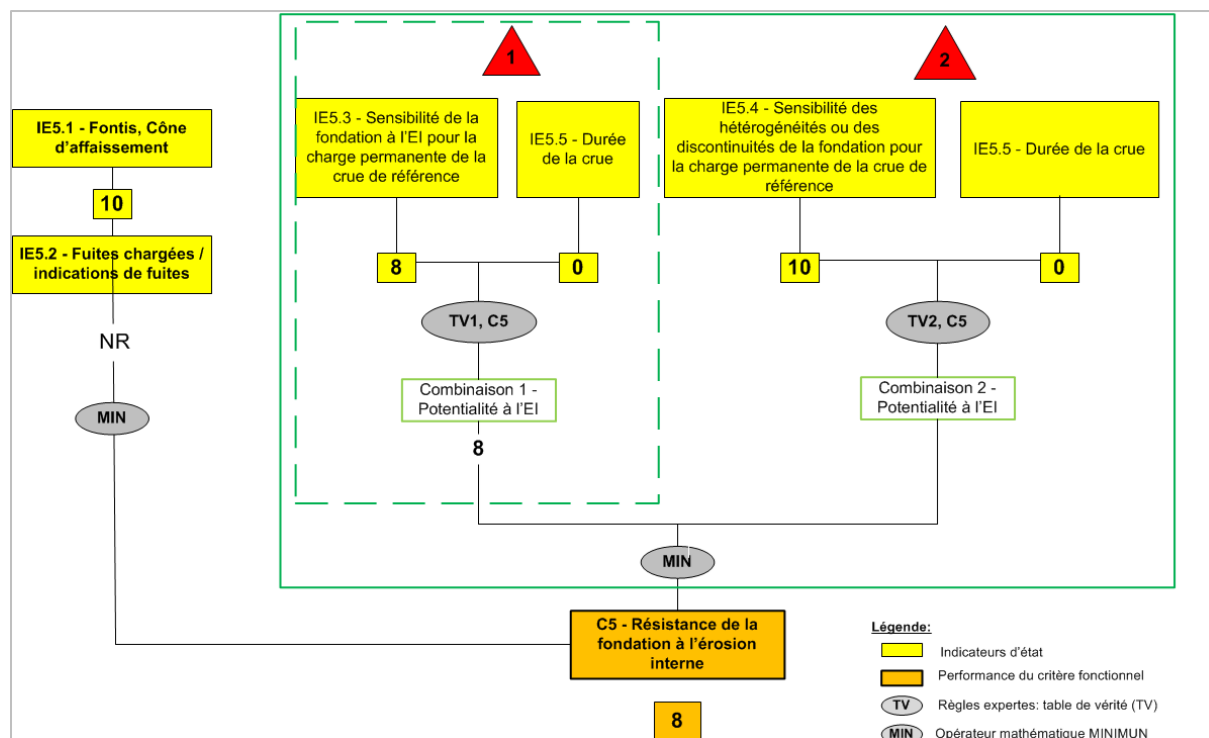 1
2
IE5.1 - Fontis, Cône
d'affaissement
10
IE5.2 - Fuites chargées /
indications de fuites
NR
MIN
IE5.3 - Sensibilité de la
fondation à l'EI pour la
charge permanente de la
crue de référence
IE5.5 - Durée
de la crue
8
0
TV1, C5
Combinaison 1 -
Potentialité à l'EI
8
IE5.4 - Sensibilité des
hétérogénéités ou des
discontinuités de la fondation pour
la charge permanente de la crue de
référence
IE5.5 - Durée de la crue
10
0
TV2, C5
Combinaison 2 -
Potentialité à l'EI
MIN
C5 - Résistance de la
fondation à l'érosion
interne
8
Légende:
Indicateurs d'état
Performance du critère fonctionnel
TV Règles expertes: table de vérité (TV)
MIN Opérateur mathématique MINIMUN